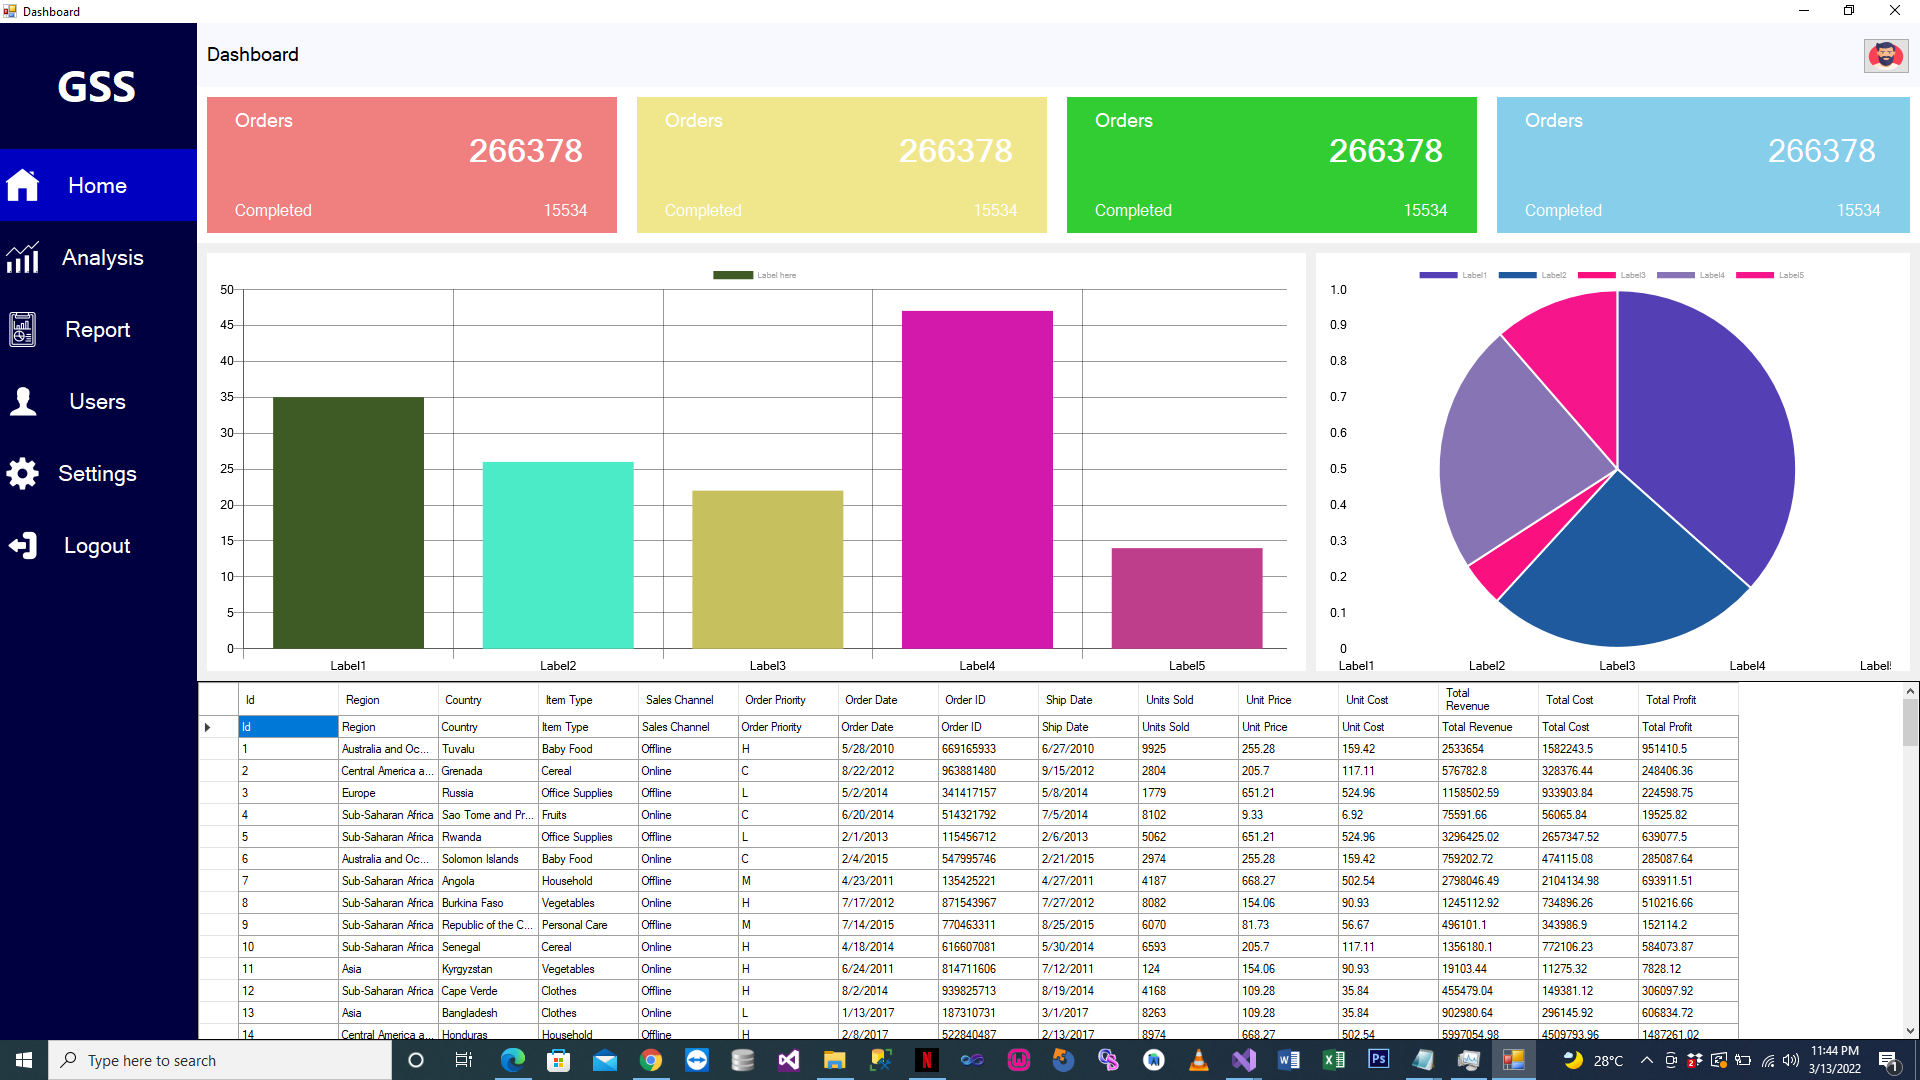 Dashboard
GSS
Home
Analysis
Report
Users
Settings
Logout
Dashboard
Orders
266378
Completed 15534
Orders
266378
Completed 15534
Orders
266378
Completed 15534
Orders
266378
Completed 15534
Label here
50
45
40
35
30
25
20
15
10
5
0
Label1 Label2 Label3 Label4 Label5
Label1 Label2 Label3 Label4 Label5
1.0
0.9
0.8
0.7
0.6
0.5
0.4
0.3
0.2
0.1
0
Label1 Label2 Label3 Label4 Label
Id Region Country Item Type Sales Channel Order Priority Order Date Order ID Ship Date Units Sold Unit Price Unit Cost Total Revenue Total Cost Total Profit
Id Region Country Item Type Sales Channel Order Priority Order Date Order ID Ship Date Units Sold Unit Price Unit Cost Total Revenue Total Cost Total Profit
1 Australia and Oc... Tuvalu Baby Food Offline H 5/28/2010 669165933 6/27/2010 9925 255.28 159.42 2533654 1582243.5 951410.5
2 Central America a... Grenada Cereal Online C 8/22/2012 963881480 9/15/2012 2804 205.7 117.11 576782.8 328376.44 248406.36
3 Europe Russia Office Supplies Offline L 5/2/2014 341417157 5/8/2014 1779 651.21 524.96 1158502.59 933903.84 224598.75
4 Sub-Saharan Africa Sao Tome and Pr... Fruits Online C 6/20/2014 514321792 7/5/2014 8102 9.33 6.92 75591.66 56065.84 19525.82
5 Sub-Saharan Africa Rwanda Office Supplies Offline L 2/1/2013 115456712 2/6/2013 5062 651.21 524.96 3296425.02 2657347.52 639077.5
6 Australia and Oc... Solomon Islands Baby Food Online C 2/4/2015 547995746 2/21/2015 2974 255.28 159.42 759202.72 474115.08 285087.64
7 Sub-Saharan Africa Angola Household Offline M 4/23/2011 135425221 4/27/2011 4187 668.27 502.54 2798046.49 2104134.98 693911.51
8 Sub-Saharan Africa Burkina Faso Vegetables Online H 7/17/2012 871543967 7/27/2012 8082 154.06 90.93 1245112.92 734896.26 510216.66
9 Sub-Saharan Africa Republic of the C... Personal Care Offline M 7/14/2015 770463311 8/25/2015 6070 81.73 56.67 496101.1 343986.9 152114.2
10 Sub-Saharan Africa Senegal Cereal Online H 4/18/2014 616607081 5/30/2014 6593 205.7 117.11 1356180.1 772106.23 584073.87
11 Asia Kyrgyzstan Vegetables Online H 6/24/2011 814711606 7/12/2011 124 154.06 90.93 19103.44 11275.32 7828.12
12 Sub-Saharan Africa Cape Verde Clothes Offline H 8/2/2014 939825713 8/19/2014 4168 109.28 35.84 455479.04 149381.12 306097.92
13 Asia Bangladesh Clothes Online L 1/13/2017 187310731 3/1/2017 8263 109.28 35.84 902980.64 296145.92 606834.72
14 Central America a... Honduras Household Offline H 2/8/2017 522840487 2/13/2017 8974 668.27 502.54 5997054.98 4509793.96 1487261.02
Type here to search
28°C
11:44 PM
3/13/2022